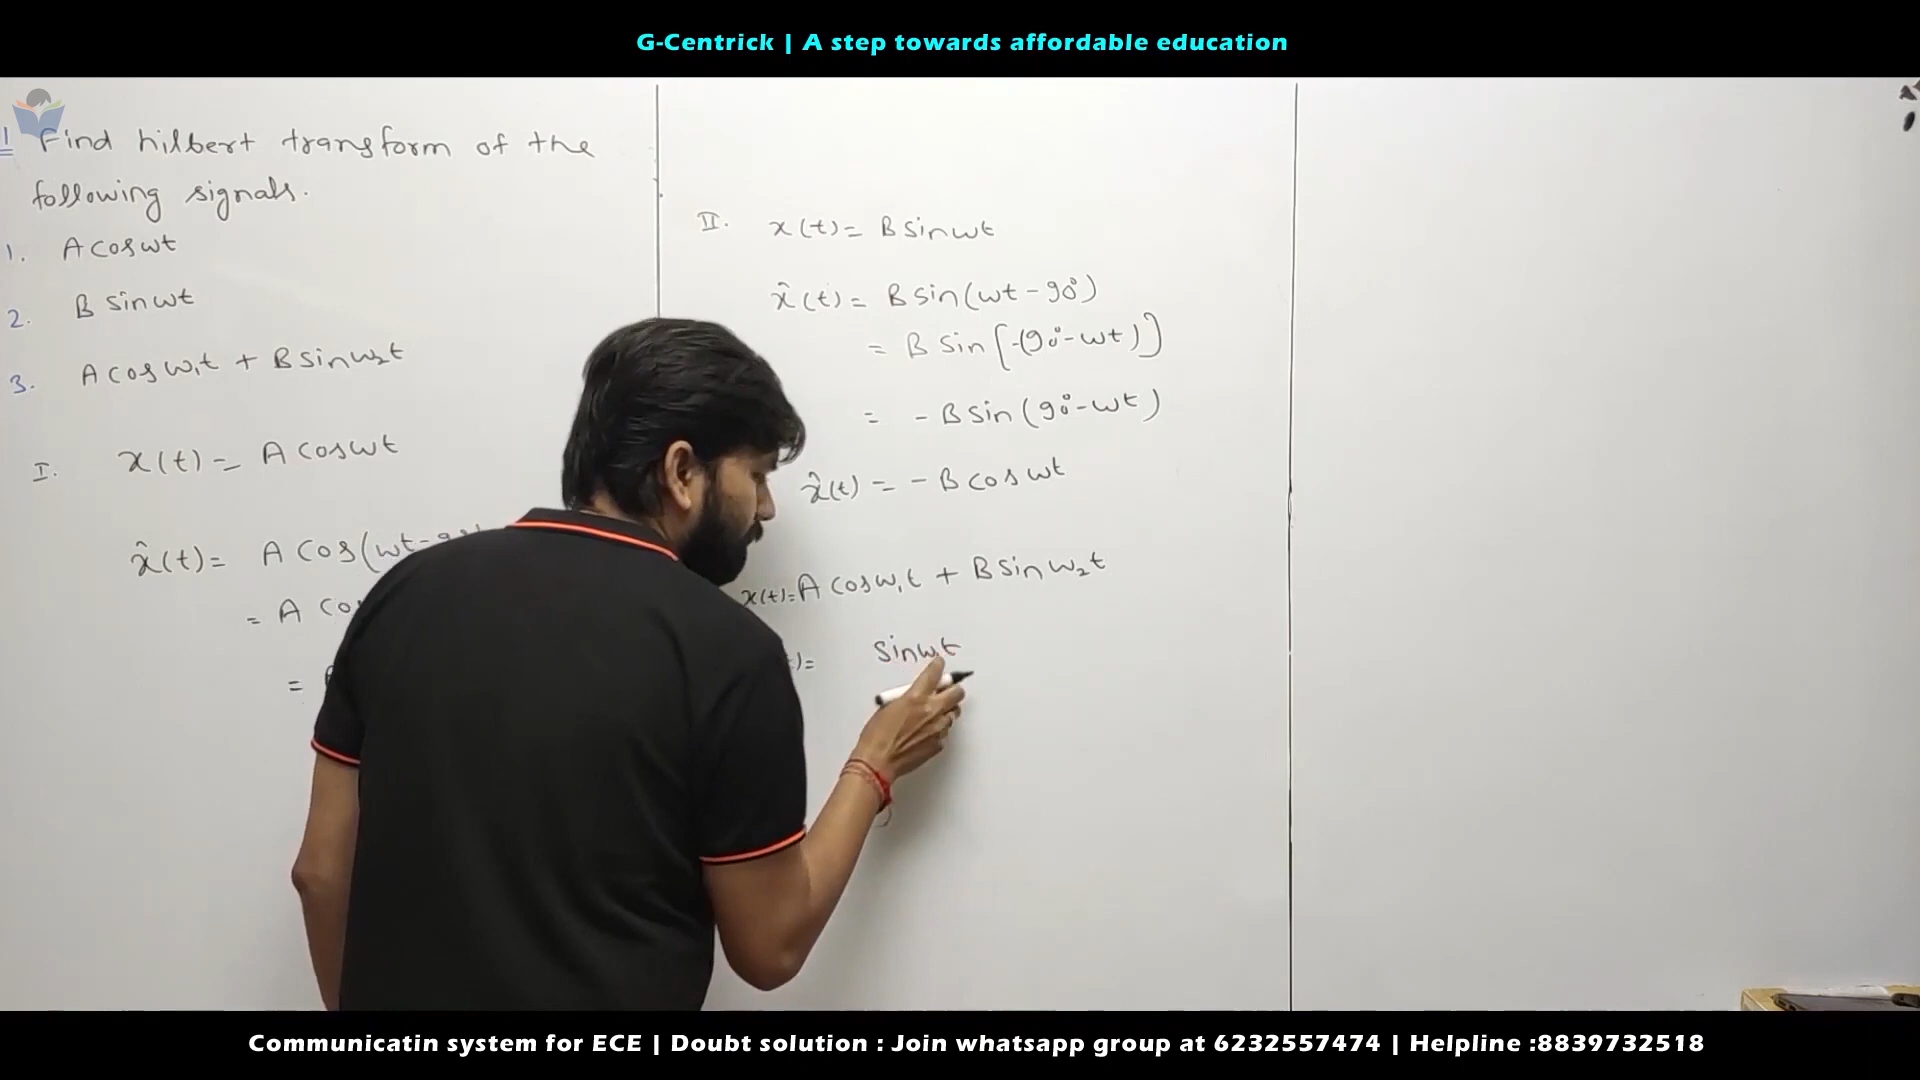 G-Centrick | A step towards affordable education
1 Find hilbert transform of the
following signals.
1. A cos ωt
2. B sin ωt
3. A cos ω₁t + B sin ω₂t
I. x(t) = A cos ωt
x̂(t) = A cos(ωt-90°
= A cos
=
II. x(t) = B sin ωt
x̂(t) = B sin(ωt - 90°)
= B sin [-(90°-ωt)]
= - B sin (90°-ωt)
x̂(t) = - B cos ωt
x(t) = A cos ω₁t + B sin ω₂t
t) = sin ω₁t
Communicatin system for ECE | Doubt solution : Join whatsapp group at 6232557474 | Helpline :8839732518